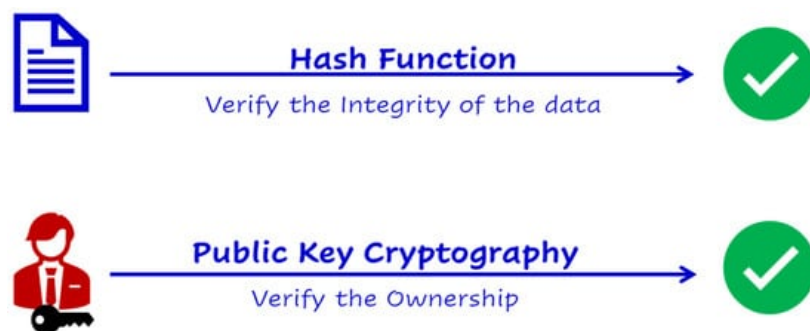 Hash Function
Verify the Integrity of the data
Public Key Cryptography
Verify the Ownership